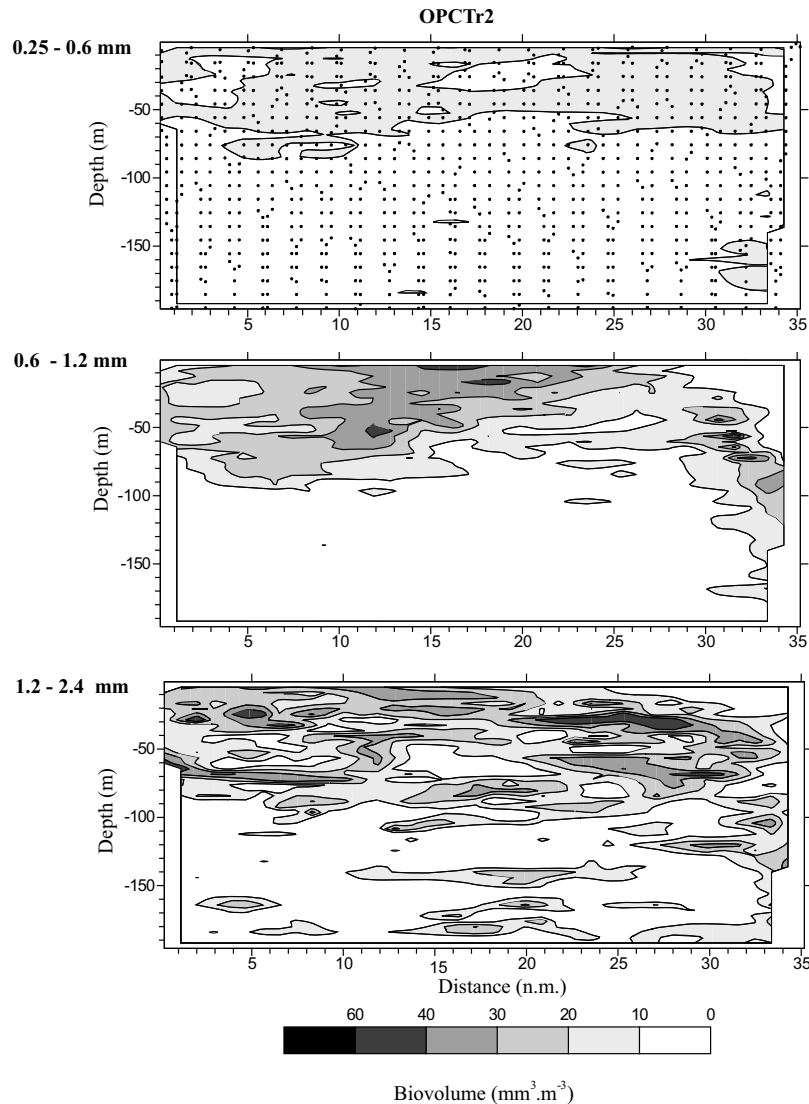 OPCTr2
0.25 - 0.6 mm
Depth (m)
-50
-100
-150
5 10 15 20 25 30 35
0.6 - 1.2 mm
Depth (m)
-50
-100
-150
5 10 15 20 25 30 35
1.2 - 2.4 mm
Depth (m)
-50
-100
-150
5 10 15 20 25 30 35
Distance (n.m.)
60 40 30 20 10 0
Biovolume (mm³.m⁻³)